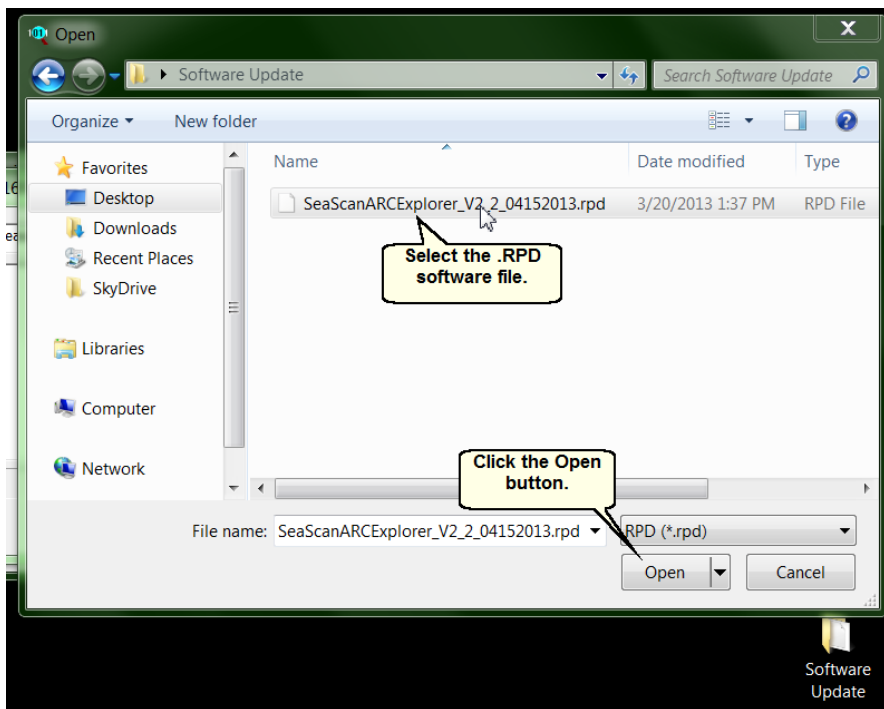 Open
Software Update
Search Software Update
Organize
New folder
Favorites
Desktop
Downloads
Recent Places
SkyDrive
Libraries
Computer
Network
Name
Date modified
Type
SeaScanARCExplorer_V2_2_04152013.rpd
3/20/2013 1:37 PM
RPD File
Select the .RPD
software file.
Click the Open
button.
File name:
SeaScanARCExplorer_V2_2_04152013.rpd
RPD (*.rpd)
Open
Cancel
Software
Update